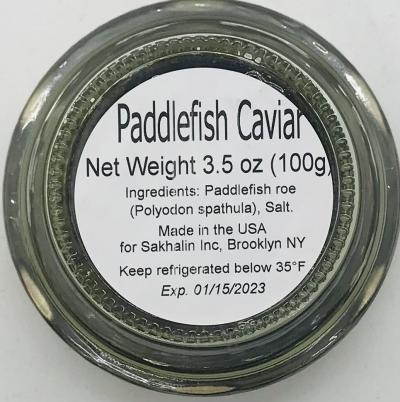 Paddlefish Caviar
Net Weight 3.5 oz (100g)
Ingredients: Paddlefish roe
(Polyodon spathula), Salt.
Made in the USA
for Sakhalin Inc, Brooklyn NY
Keep refrigerated below 35°F
Exp. 01/15/2023